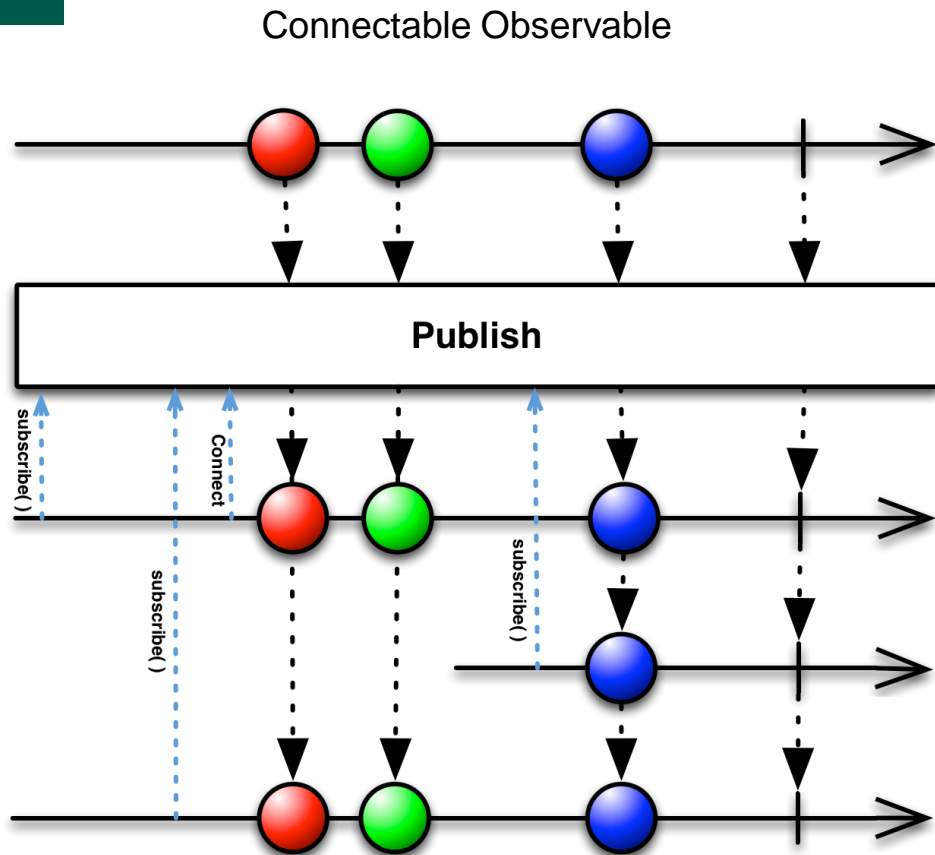 Connectable Observable
Publish
subscribe( )
Connect
subscribe( )
subscribe( )